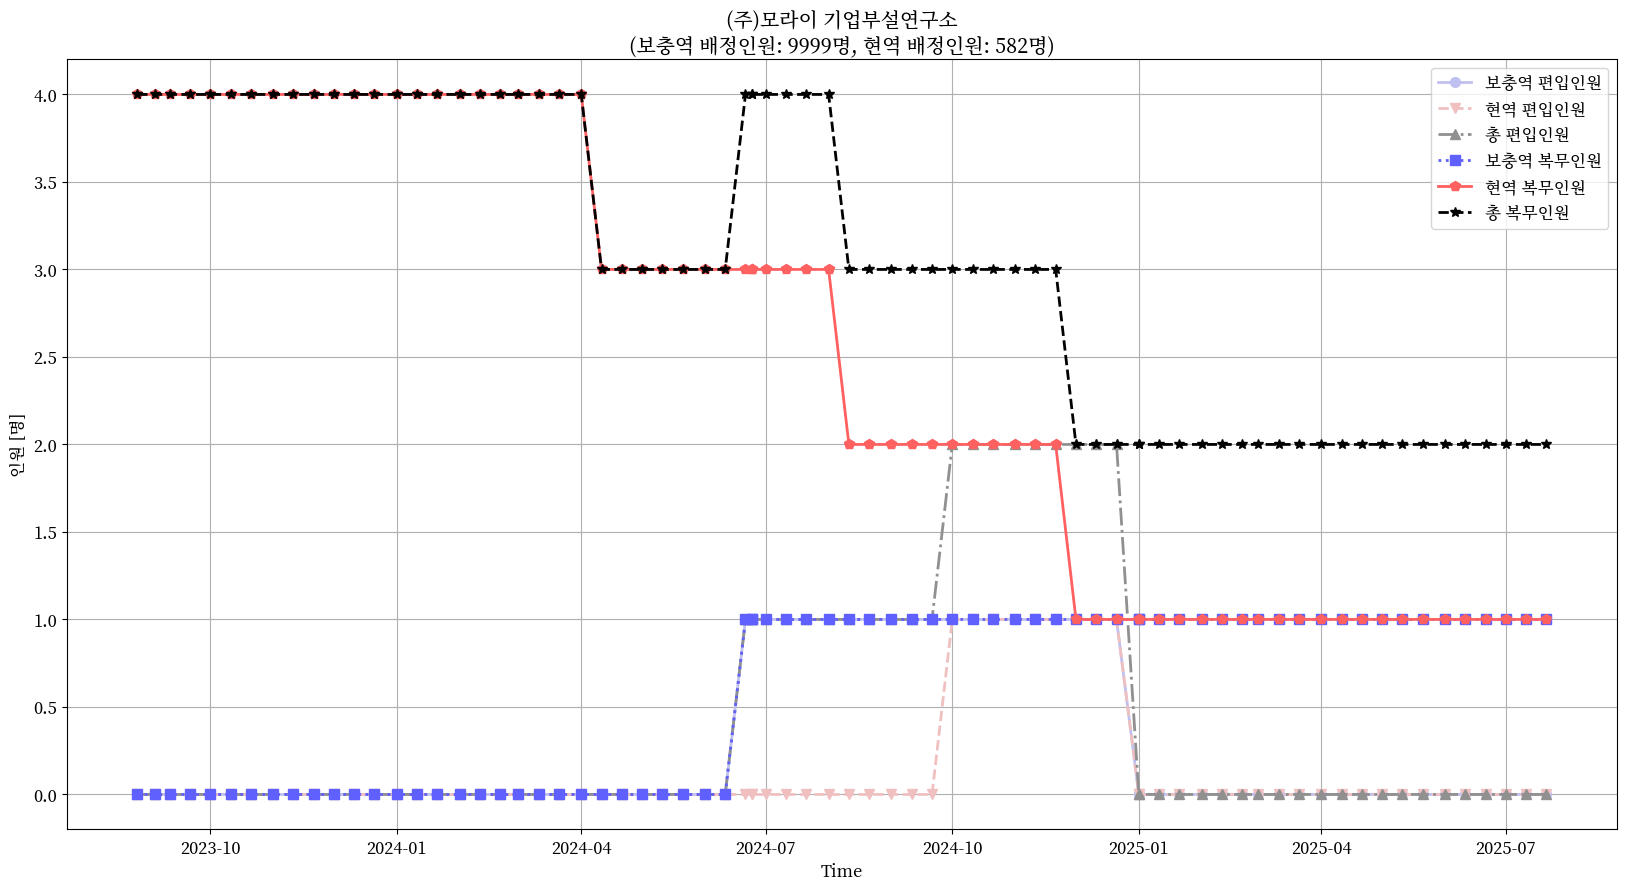 (주)모라이 기업부설연구소
(보충역 배정인원: 9999명, 현역 배정인원: 582명)
보충역 편입인원
현역 편입인원
총 편입인원
보충역 복무인원
현역 복무인원
총 복무인원
인원 [명]
4.0
3.5
3.0
2.5
2.0
1.5
1.0
0.5
0.0
2023-10 2024-01 2024-04 2024-07 2024-10 2025-01 2025-04 2025-07
Time